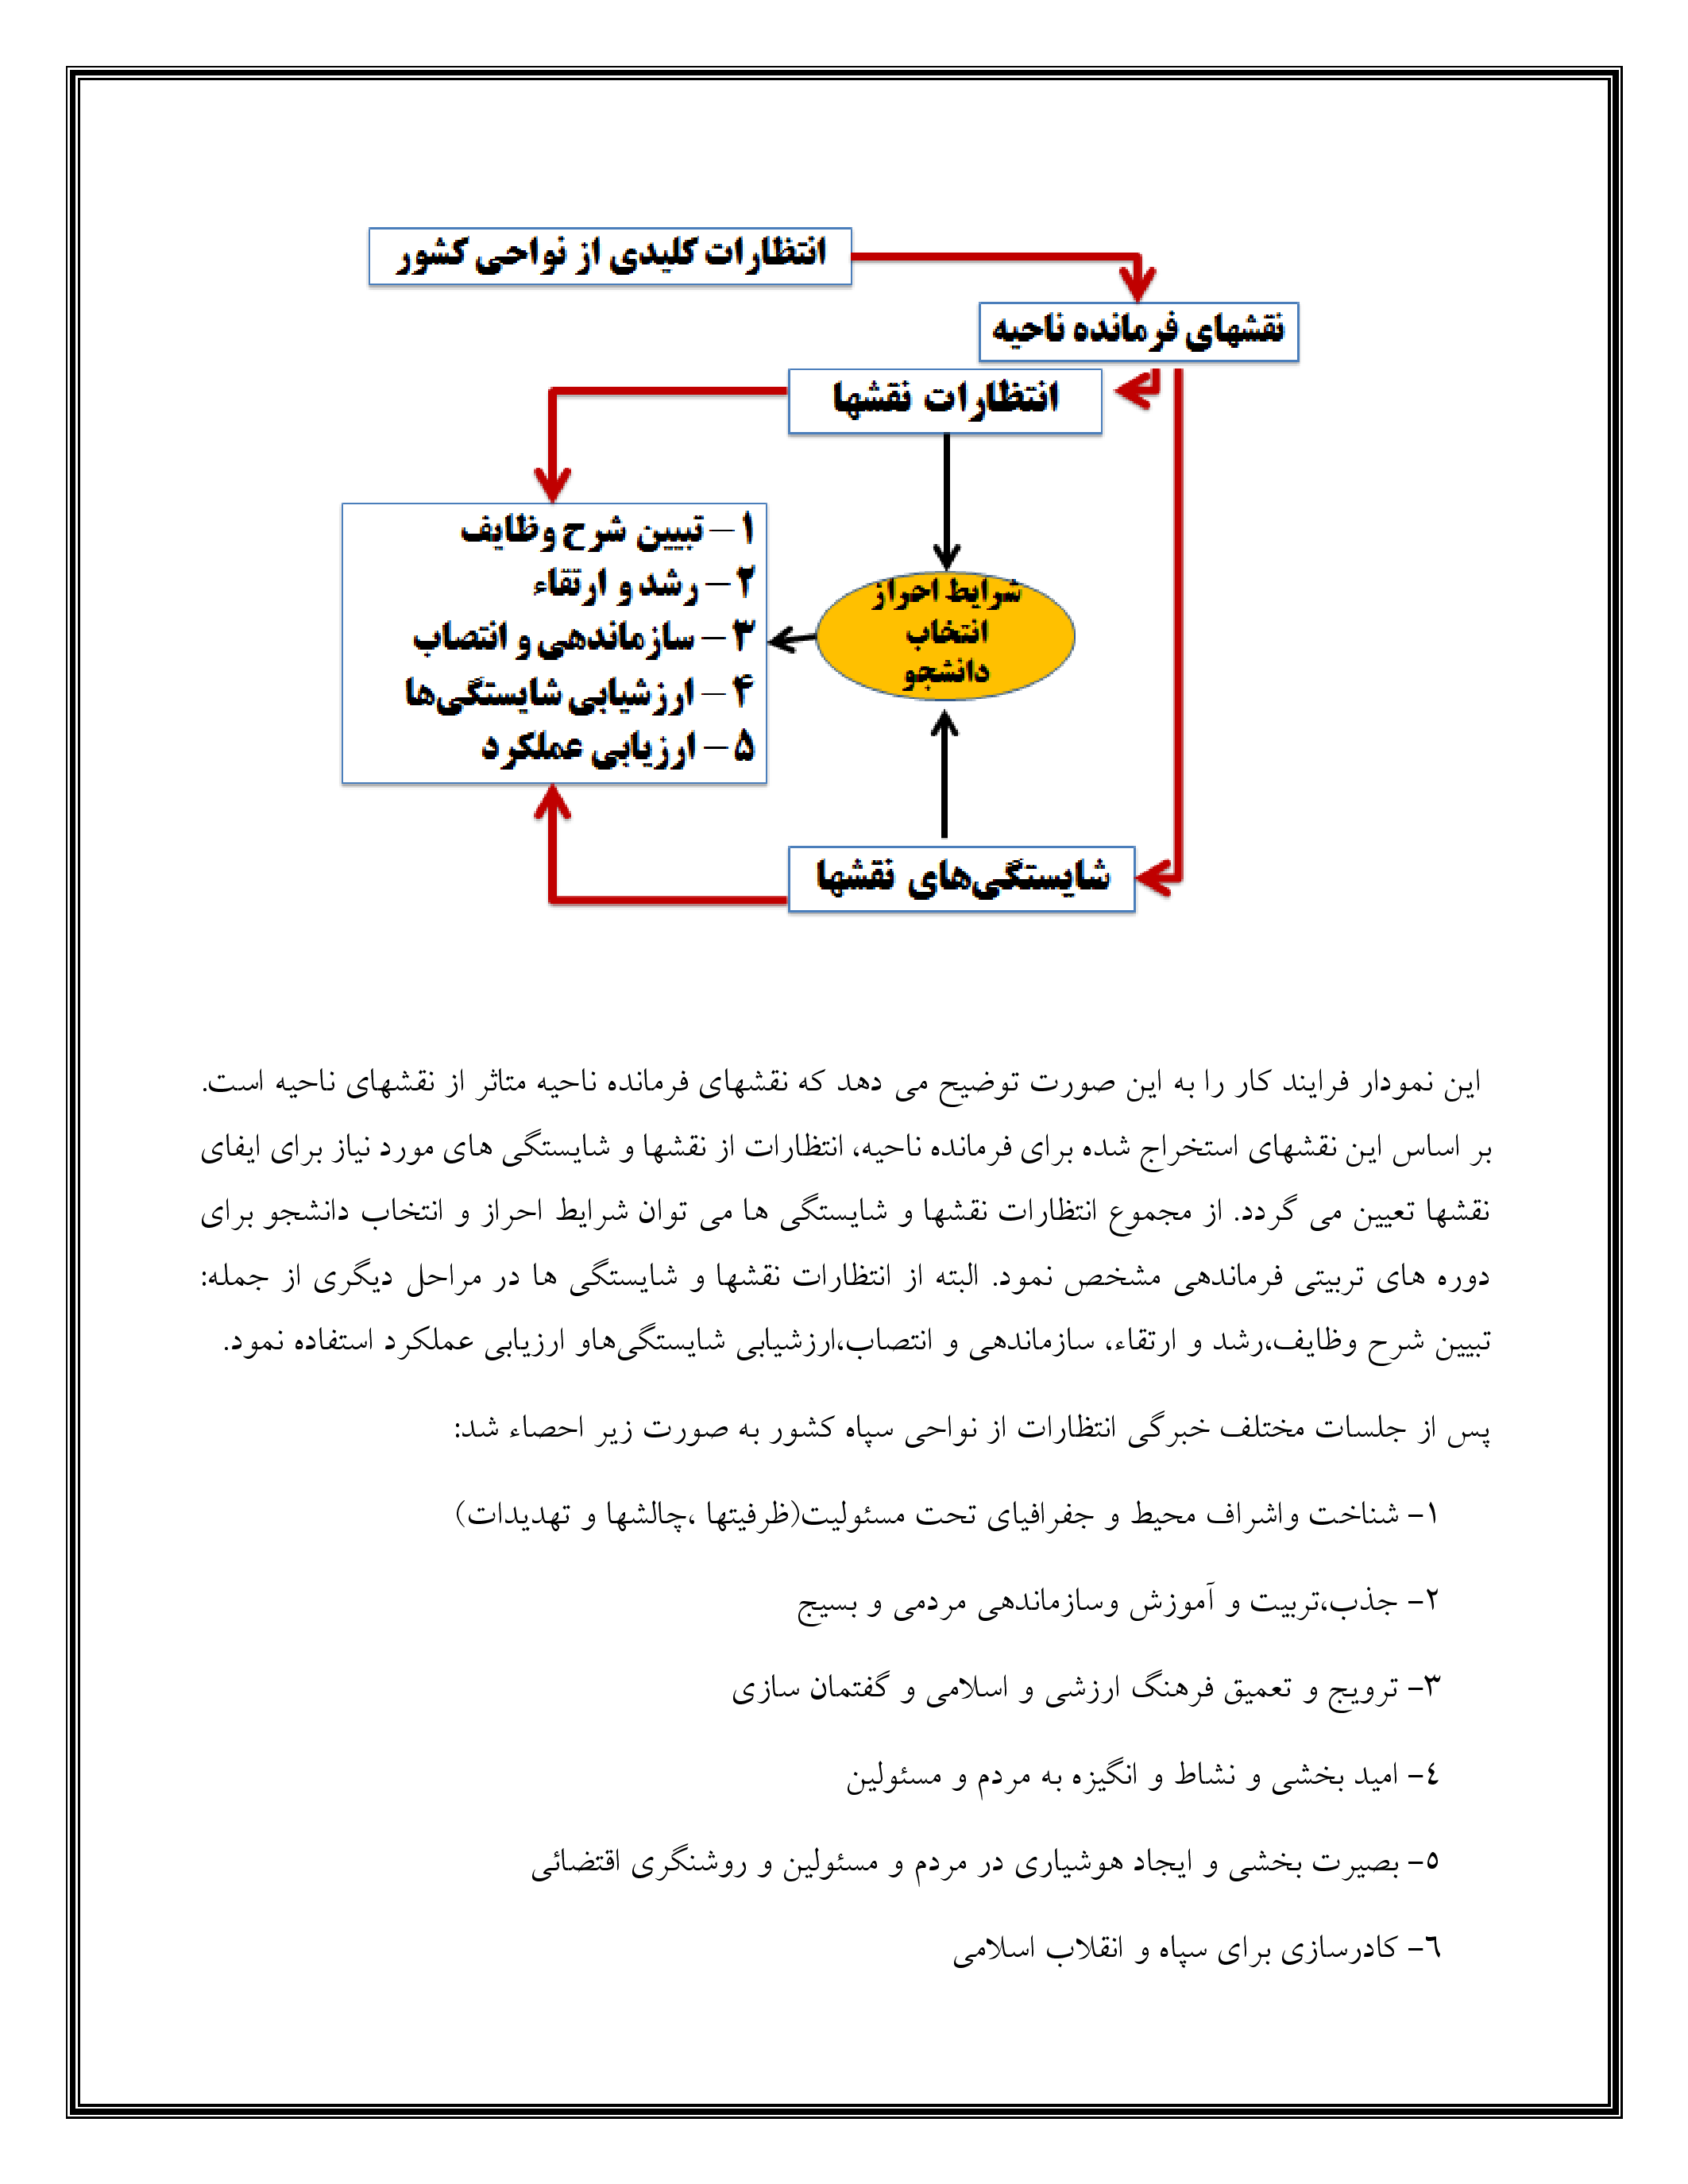 انتظارات کلیدی از نواحی کشور
نقشهای فرمانده ناحیه
انتظارات نقشها
شرایط احراز
انتخاب
دانشجو
۱– تبیین شرح وظایف
۲– رشد و ارتقاء
۳– سازماندهی و انتصاب
۴– ارزشیابی شایستگی‌ها
۵– ارزیابی عملکرد
شایستگی‌های نقشها
این نمودار فرایند کار را به این صورت توضیح می دهد که نقشهای فرمانده ناحیه متاثر از نقشهای ناحیه است.
بر اساس این نقشهای استخراج شده برای فرمانده ناحیه، انتظارات از نقشها و شایستگی های مورد نیاز برای ایفای
نقشها تعیین می گردد. از مجموع انتظارات نقشها و شایستگی ها می توان شرایط احراز و انتخاب دانشجو برای
دوره های تربیتی فرماندهی مشخص نمود. البته از انتظارات نقشها و شایستگی ها در مراحل دیگری از جمله:
تبیین شرح وظایف،رشد و ارتقاء، سازماندهی و انتصاب،ارزشیابی شایستگی‌هاو ارزیابی عملکرد استفاده نمود.
پس از جلسات مختلف خبرگی انتظارات از نواحی سپاه کشور به صورت زیر احصاء شد:
۱- شناخت واشراف محیط و جفرافیای تحت مسئولیت(ظرفیتها ،چالشها و تهدیدات)
۲- جذب،تربیت و آموزش وسازماندهی مردمی و بسیج
۳- ترویج و تعمیق فرهنگ ارزشی و اسلامی و گفتمان سازی
٤- امید بخشی و نشاط و انگیزه به مردم و مسئولین
٥- بصیرت بخشی و ایجاد هوشیاری در مردم و مسئولین و روشنگری اقتضائی
٦- کادرسازی برای سپاه و انقلاب اسلامی